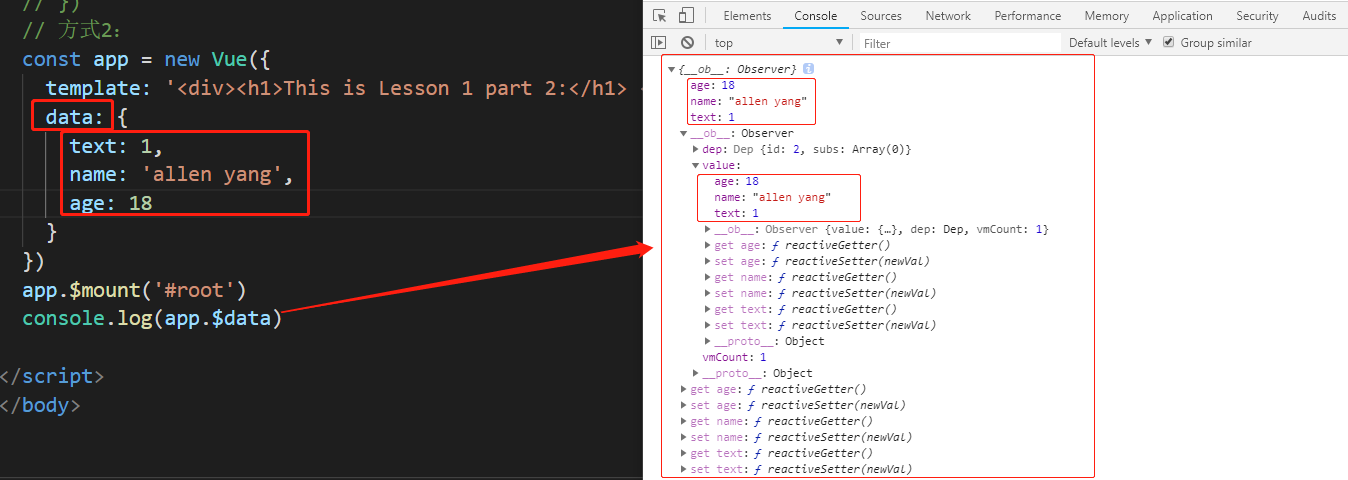 // })
// 方式2:
const app = new Vue({
template: '<div><h1>This is Lesson 1 part 2:</h1>
data: {
text: 1,
name: 'allen yang',
age: 18
}
})
app.$mount('#root')
console.log(app.$data)
</script>
</body>
Elements Console Sources Network Performance Memory Application Security Audits
top Filter Default levels Group similar
{__ob__: Observer}
age: 18
name: "allen yang"
text: 1
__ob__: Observer
dep: Dep {id: 2, subs: Array(0)}
value:
age: 18
name: "allen yang"
text: 1
__ob__: Observer {value: {…}, dep: Dep, vmCount: 1}
get age: ƒ reactiveGetter()
set age: ƒ reactiveSetter(newVal)
get name: ƒ reactiveGetter()
set name: ƒ reactiveSetter(newVal)
get text: ƒ reactiveGetter()
set text: ƒ reactiveSetter(newVal)
__proto__: Object
vmCount: 1
__proto__: Object
get age: ƒ reactiveGetter()
set age: ƒ reactiveSetter(newVal)
get name: ƒ reactiveGetter()
set name: ƒ reactiveSetter(newVal)
get text: ƒ reactiveGetter()
set text: ƒ reactiveSetter(newVal)